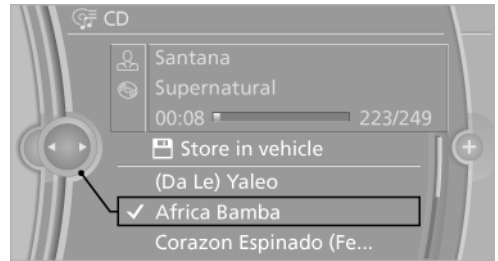 CD
Santana
Supernatural
00:08 223/249
Store in vehicle
(Da Le) Yaleo
Africa Bamba
Corazon Espinado (Fe...